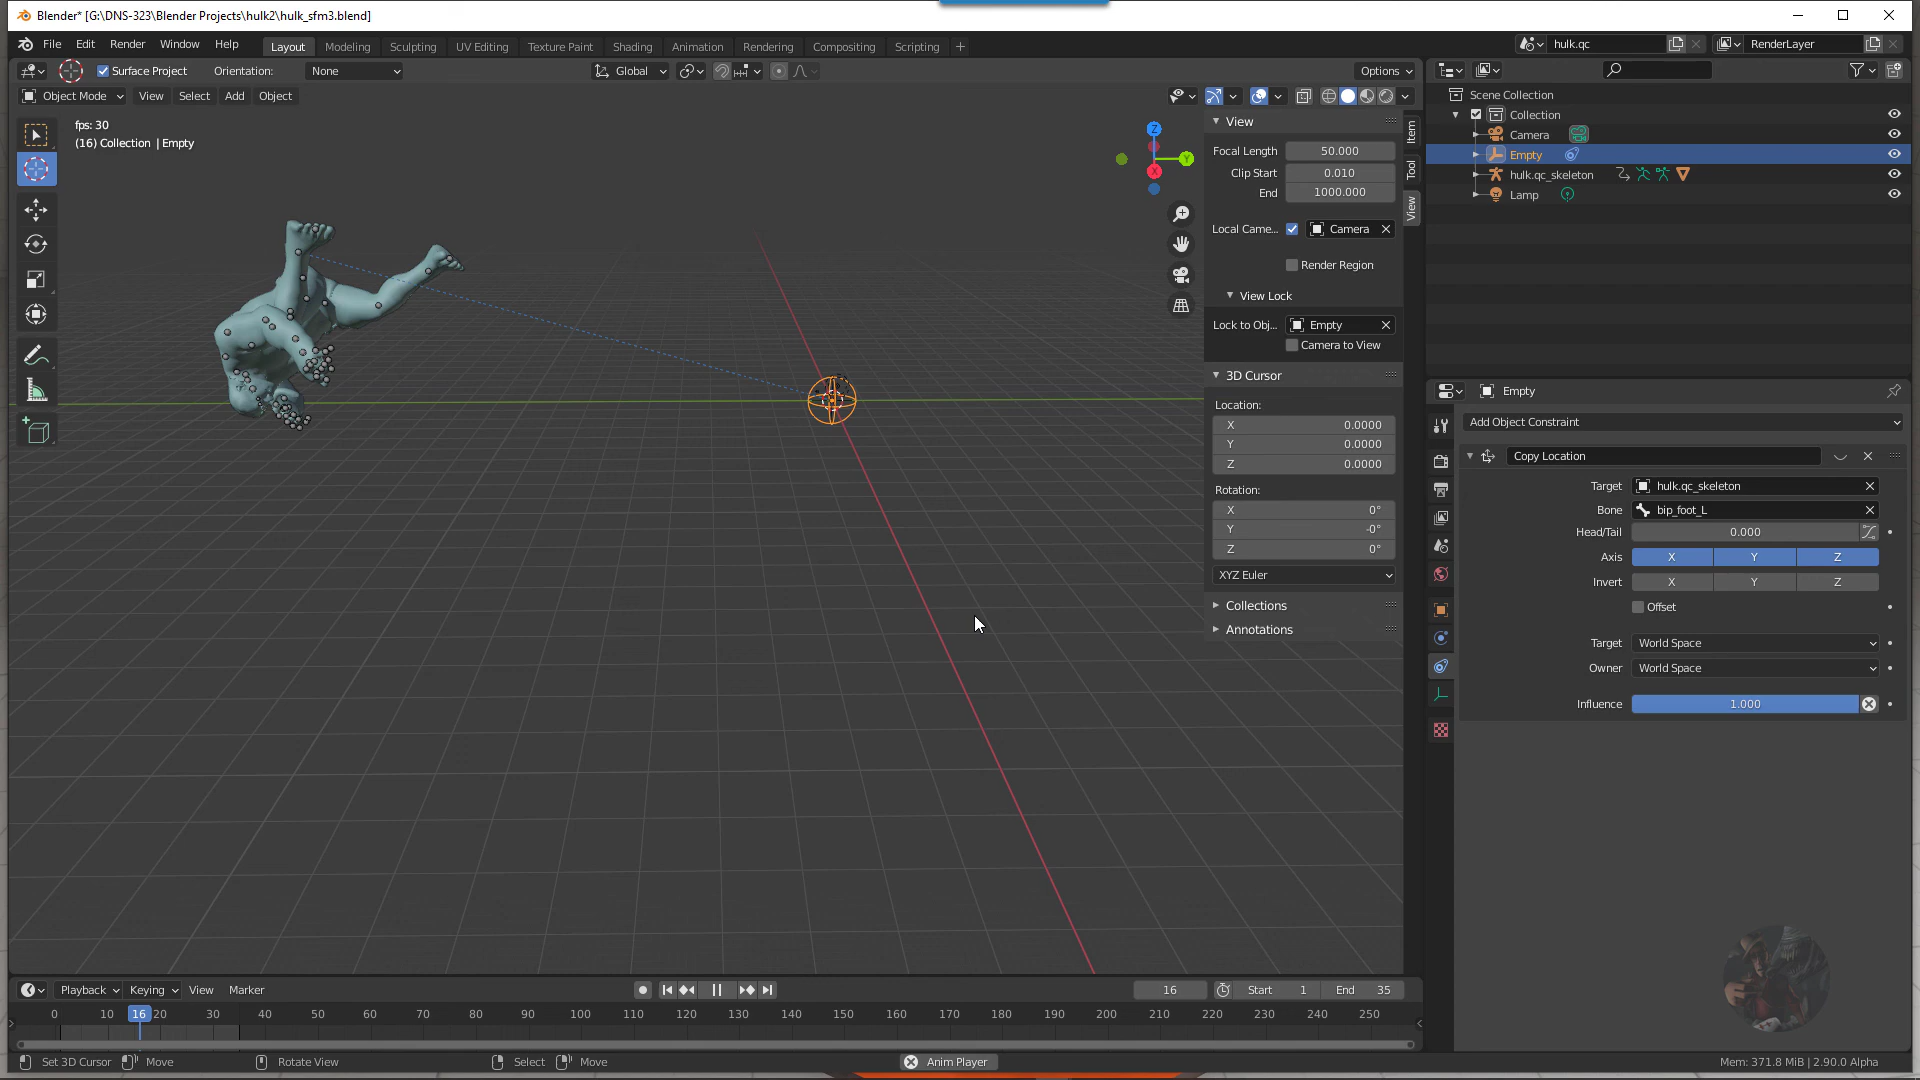 Blender* [G:\DNS-323\Blender Projects\hulk2\hulk_sfm3.blend]
File Edit Render Window Help Layout Modeling Sculpting UV Editing Texture Paint Shading Animation Rendering Compositing Scripting + hulk.qc RenderLayer
Surface Project Orientation: None Global Options
Object Mode View Select Add Object
fps: 30
(16) Collection | Empty
Z
Y
X
View
Focal Length 50.000
Clip Start 0.010
End 1000.000
Local Came... Camera
Render Region
View Lock
Lock to Obj... Empty
Camera to View
3D Cursor
Location:
X 0.0000
Y 0.0000
Z 0.0000
Rotation:
X 0°
Y -0°
Z 0°
XYZ Euler
Collections
Annotations
Item
Tool
View
Scene Collection
Collection
Camera
Empty
hulk.qc_skeleton
Lamp
Empty
Add Object Constraint
Copy Location
Target hulk.qc_skeleton
Bone bip_foot_L
Head/Tail 0.000
Axis X Y Z
Invert X Y Z
Offset
Target World Space
Owner World Space
Influence 1.000
Playback Keying View Marker 16 Start 1 End 35
0 10 16 20 30 40 50 60 70 80 90 100 110 120 130 140 150 160 170 180 190 200 210 220 230 240 250
Set 3D Cursor Move Rotate View Select Move Anim Player Mem: 371.8 MiB | 2.90.0 Alpha